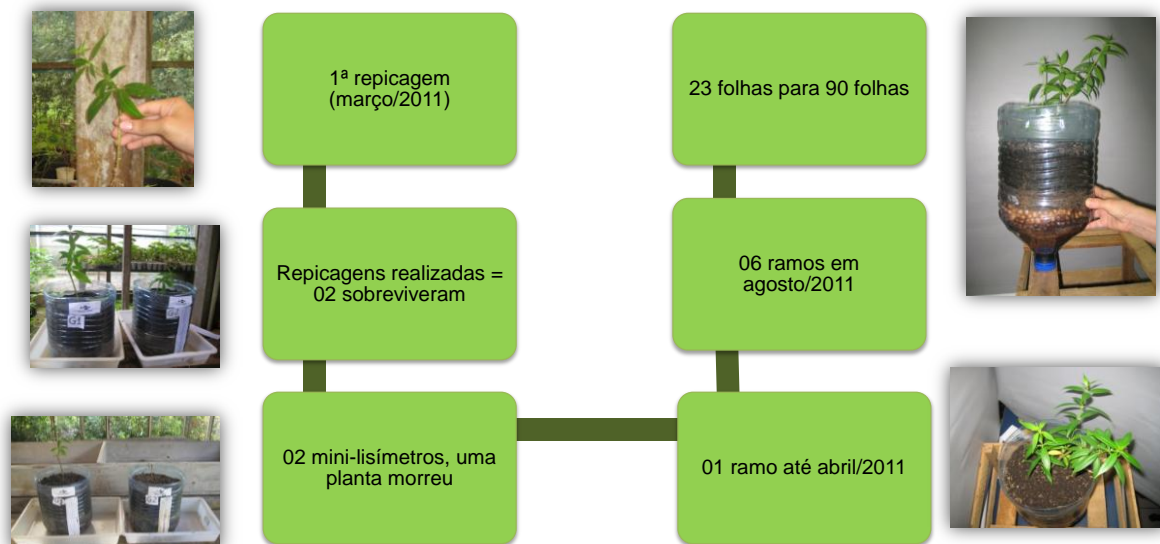 1ª repicagem
(março/2011)
Repicagens realizadas =
02 sobreviveram
02 mini-lisímetros, uma
planta morreu
01 ramo até abril/2011
06 ramos em
agosto/2011
23 folhas para 90 folhas